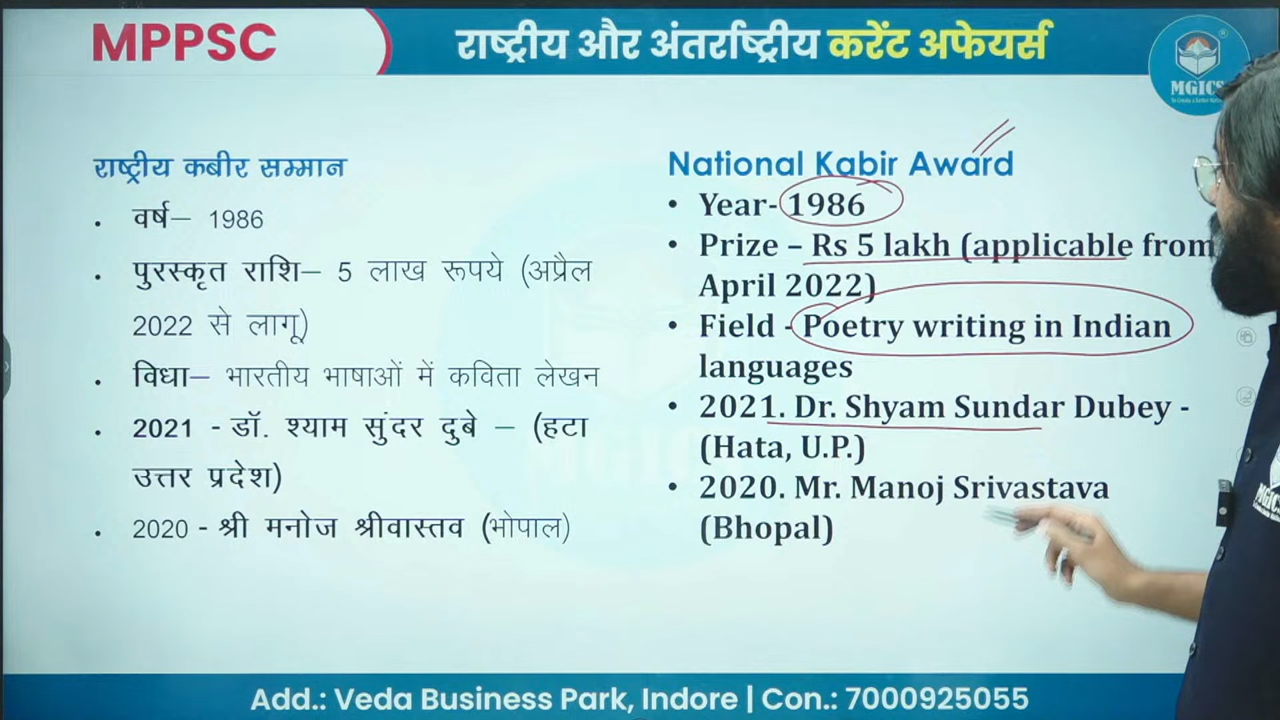 MPPSC
राष्ट्रीय और अंतर्राष्ट्रीय करेंट अफेयर्स
MGICS
राष्ट्रीय कबीर सम्मान
• वर्ष– 1986
• पुरस्कृत राशि– 5 लाख रूपये (अप्रैल
2022 से लागू)
• विधा– भारतीय भाषाओं में कविता लेखन
• 2021 - डॉ. श्याम सुंदर दुबे – (हटा
उत्तर प्रदेश)
• 2020 - श्री मनोज श्रीवास्तव (भोपाल)
National Kabir Award
• Year- 1986
• Prize – Rs 5 lakh (applicable from
April 2022)
• Field - Poetry writing in Indian
languages
• 2021. Dr. Shyam Sundar Dubey -
(Hata, U.P.)
• 2020. Mr. Manoj Srivastava
(Bhopal)
MGICS
Add.: Veda Business Park, Indore | Con.: 7000925055